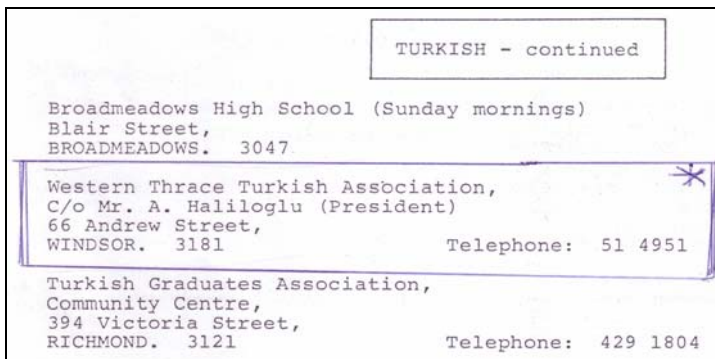 TURKISH - continued
Broadmeadows High School (Sunday mornings)
Blair Street,
BROADMEADOWS. 3047
Western Thrace Turkish Association,
C/o Mr. A. Haliloglu (President)
66 Andrew Street,
WINDSOR. 3181 Telephone: 51 4951
Turkish Graduates Association,
Community Centre,
394 Victoria Street,
RICHMOND. 3121 Telephone: 429 1804